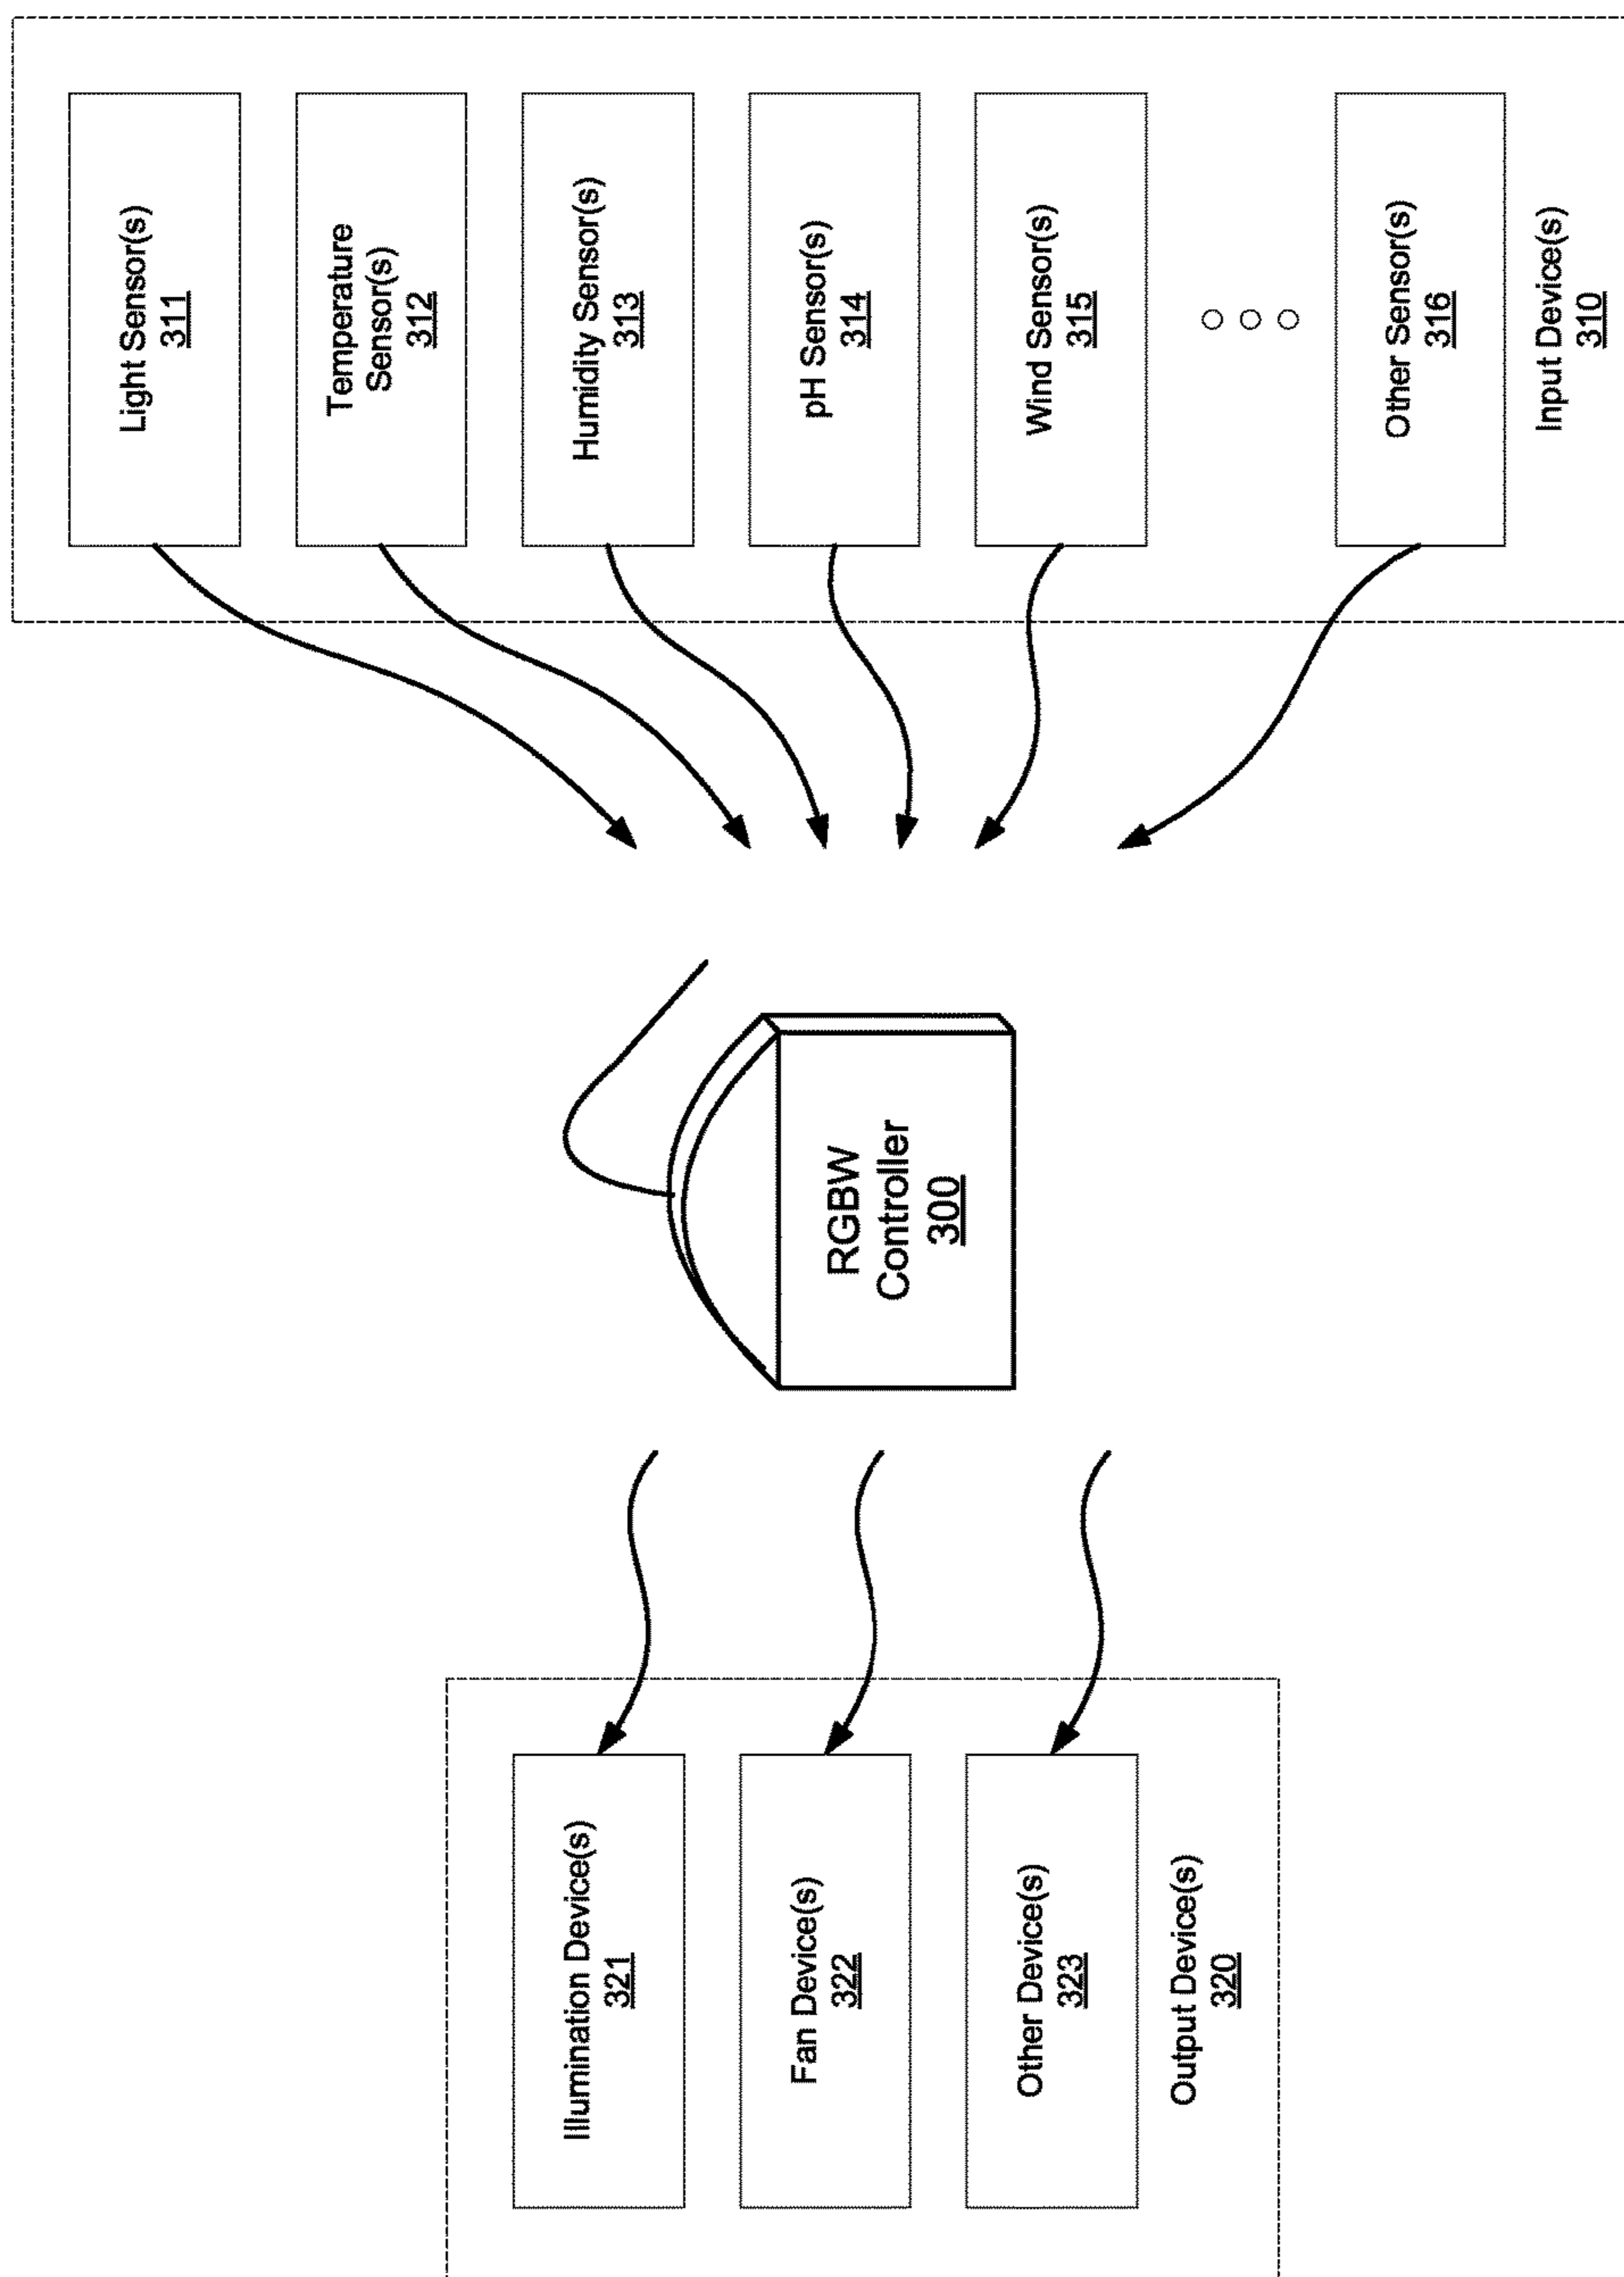 Light Sensor(s)
311
Temperature
Sensor(s)
312
Humidity Sensor(s)
313
pH Sensor(s)
314
Wind Sensor(s)
315
Other Sensor(s)
316
Input Device(s)
310
RGBW
Controller
300
Illumination Device(s)
321
Fan Device(s)
322
Other Device(s)
323
Output Device(s)
320